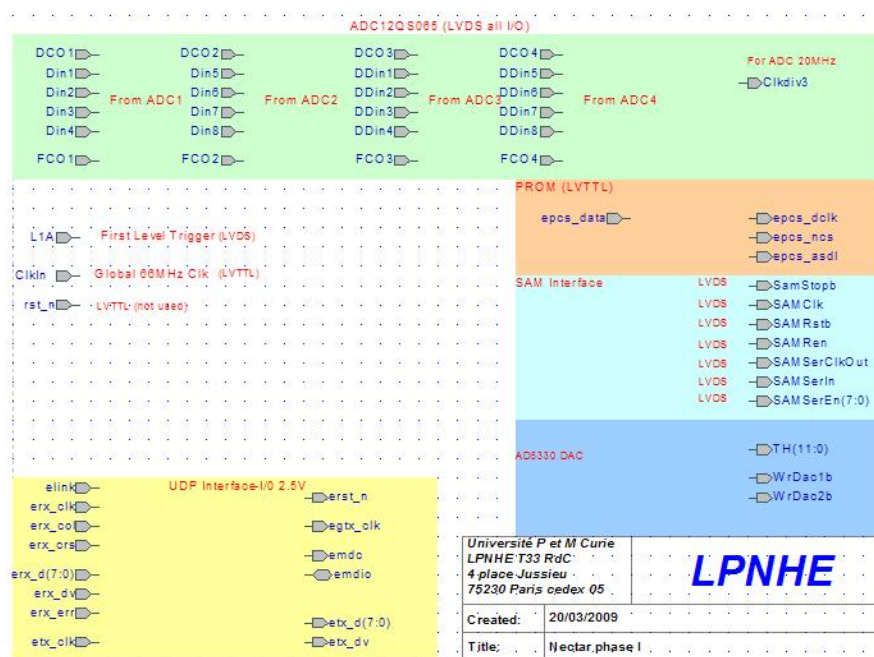 ADC12QS065 (LVDS all I/O)
DCO1 DCO2 DCO3 DCO4
Din1 Din5 DDin1 DDin5
Din2 Din6 DDin2 DDin6
Din3 Din7 DDin3 DDin7
Din4 Din8 DDin4 DDin8
From ADC1 From ADC2 From ADC3 From ADC4
FCO1 FCO2 FCO3 FCO4
For ADC 20MHz
Clkdiv3
PROM (LVTTL)
epcs_data
epcs_dclk
epcs_ncs
epcs_asdI
L1A First Level Trigger (LVDS)
ClkIn Global 66MHz Clk (LVTTL)
rst_n LVTTL (not used)
SAM Interface
LVDS SamStopb
LVDS SAMClk
LVDS SAMRstb
LVDS SAMRen
LVDS SAMSerClkOut
LVDS SAMSerIn
LVDS SAMSerEn(7:0)
AD5330 DAC
TH(11:0)
WrDac1b
WrDac2b
UDP Interface-I/0 2.5V
elink
erx_clk
erx_col
erx_crs
erx_d(7:0)
erx_dv
erx_err
etx_clk
erst_n
egtx_clk
emdc
emdio
etx_d(7:0)
etx_dv
Université P et M Curie
LPNHE T33 RdC
4 place Jussieu
75230 Paris cedex 05
LPNHE
Created: 20/03/2009
Title: Nectar phase I